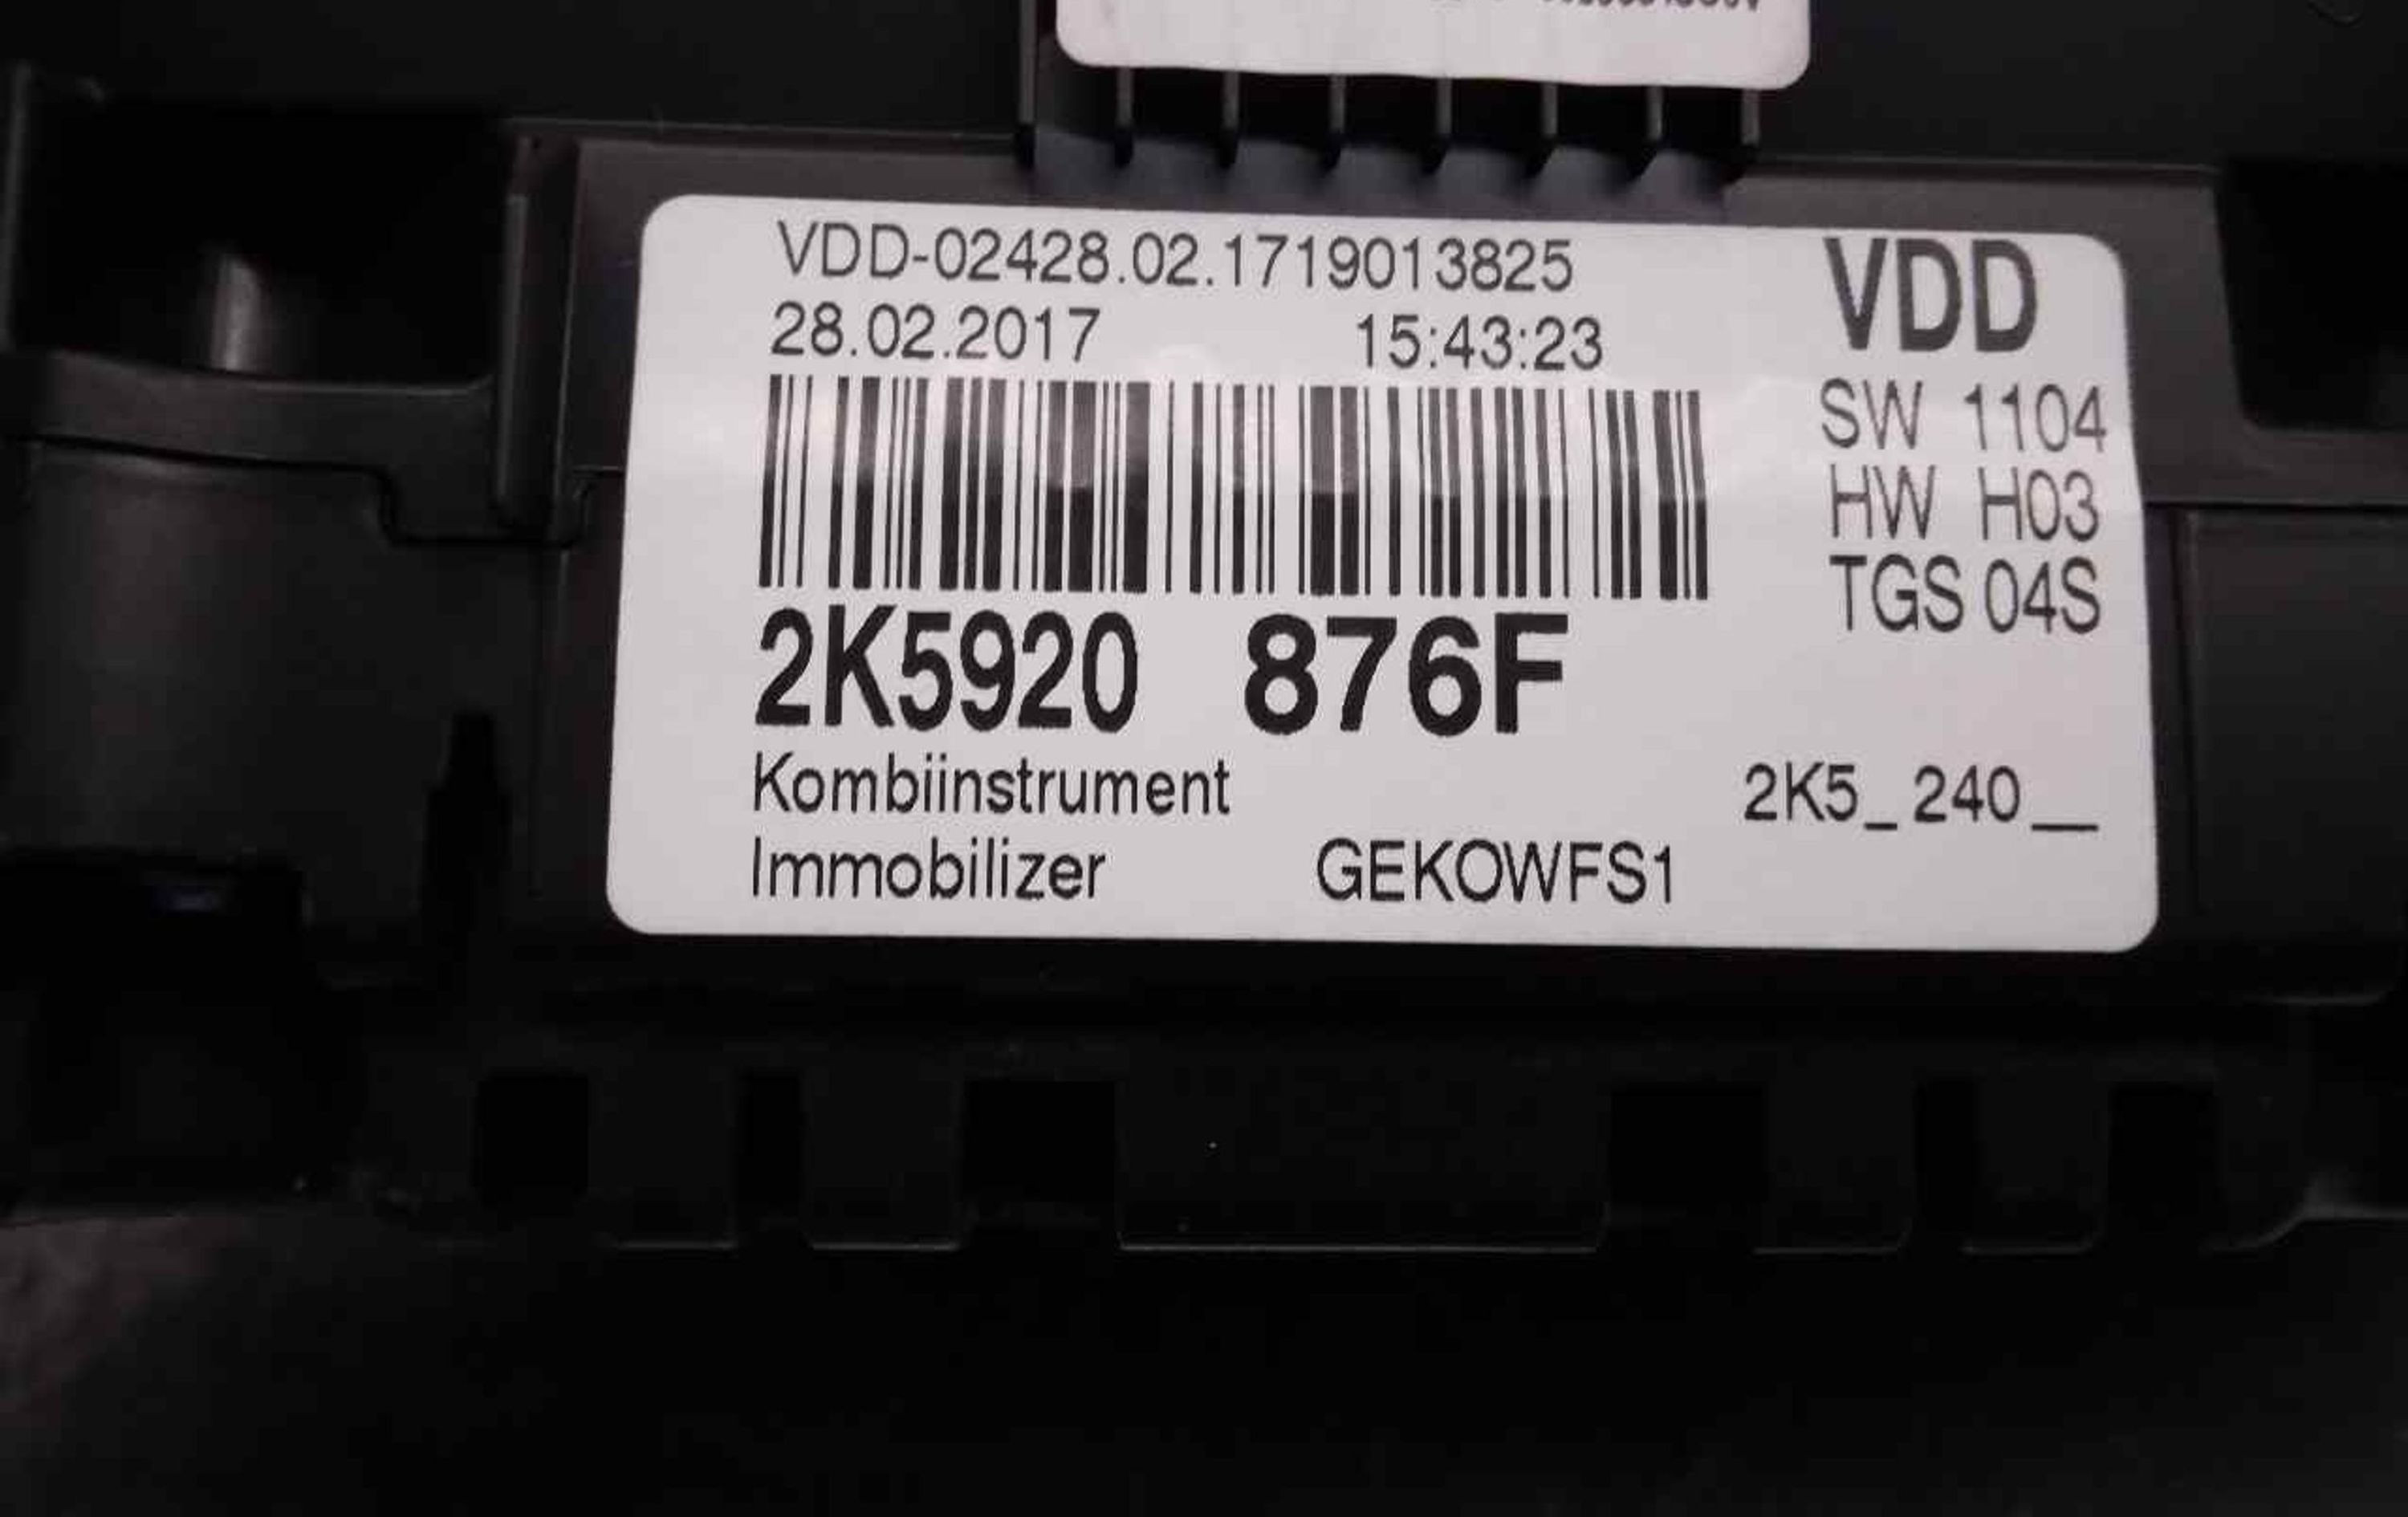 VDD-02428.02.1719013825
28.02.2017 15:43:23
VDD
SW 1104
HW H03
TGS 04S
2K5920 876F
Kombiinstrument 2K5_240__
Immobilizer GEKOWFS1